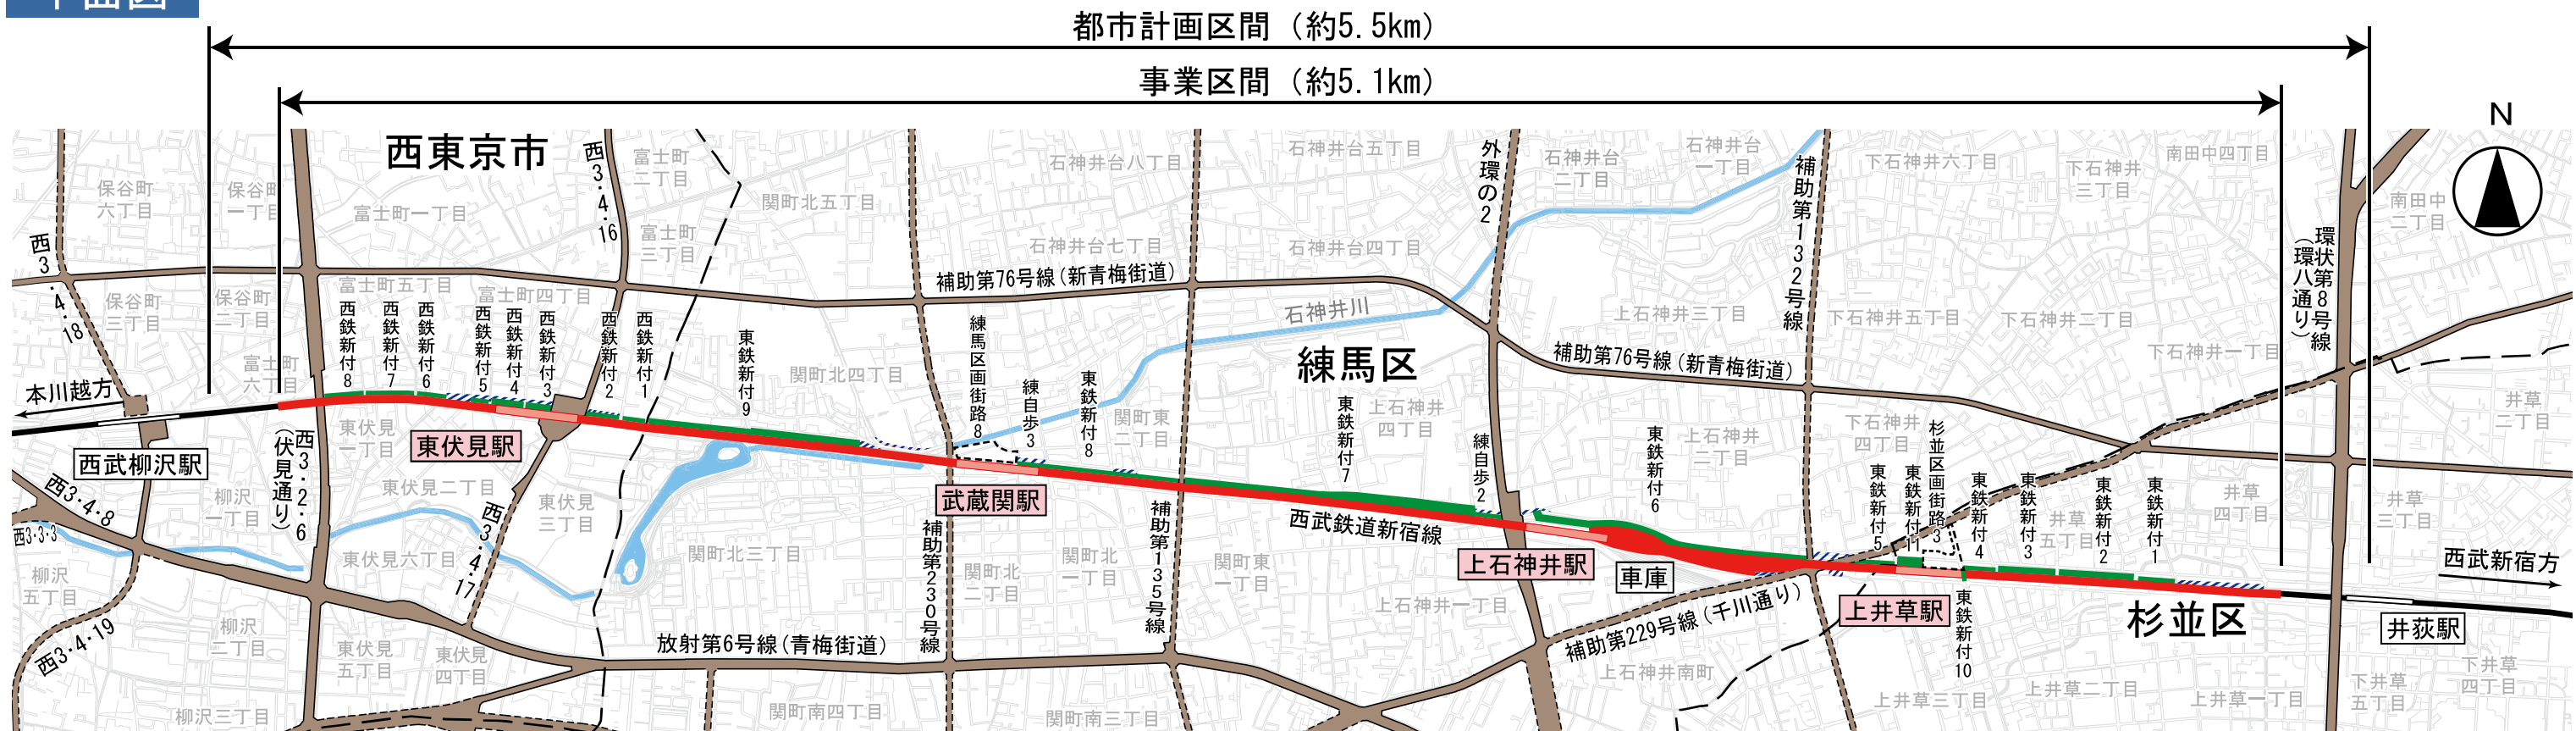 平面図
都市計画区間（約5.5km）
事業区間（約5.1km）
N
西東京市
練馬区
杉並区
保谷町
六丁目
保谷町
一丁目
富士町一丁目
西3・4・16
富士町
二丁目
富士町
三丁目
関町北五丁目
石神井台八丁目
石神井台七丁目
石神井台五丁目
石神井台四丁目
外環の2
石神井台
二丁目
石神井台
一丁目
補助第132号線
下石神井六丁目
下石神井
三丁目
南田中四丁目
南田中
二丁目
環状第8号線
（環八通り）
西3・4・18
保谷町
三丁目
保谷町
二丁目
富士町
六丁目
富士町五丁目
富士町四丁目
補助第76号線（新青梅街道）
石神井川
上石神井三丁目
下石神井五丁目
下石神井二丁目
下石神井一丁目
補助第76号線（新青梅街道）
西鉄新付8
西鉄新付7
西鉄新付6
西鉄新付5
西鉄新付4
西鉄新付3
西鉄新付2
西鉄新付1
東鉄新付9
関町北四丁目
練馬区画街路8
練自歩3
東鉄新付8
関町東
二丁目
東鉄新付7
上石神井
四丁目
練自歩2
東鉄新付6
上石神井
二丁目
下石神井
四丁目
東鉄新付5
東鉄新付11
杉並区画街路3
東鉄新付4
東鉄新付3
井草
五丁目
東鉄新付2
東鉄新付1
井草
四丁目
井草
三丁目
井草
二丁目
本川越方
西武柳沢駅
東伏見駅
武蔵関駅
上石神井駅
車庫
上井草駅
井荻駅
西武新宿方
西武鉄道新宿線
西3・2・6
（伏見通り）
東伏見
一丁目
東伏見二丁目
東伏見
三丁目
西3・4・17
東伏見六丁目
西3・4・8
西3・3・3
柳沢
一丁目
柳沢
五丁目
柳沢
二丁目
西3・4・19
柳沢三丁目
東伏見
五丁目
東伏見
四丁目
関町北三丁目
放射第6号線（青梅街道）
補助第230号線
関町北
二丁目
関町北
一丁目
補助第135号線
関町東
一丁目
上石神井一丁目
補助第229号線（千川通り）
上石神井南町
東鉄新付10
関町南四丁目
関町南三丁目
上井草三丁目
上井草二丁目
上井草一丁目
下井草
五丁目
下井草
四丁目